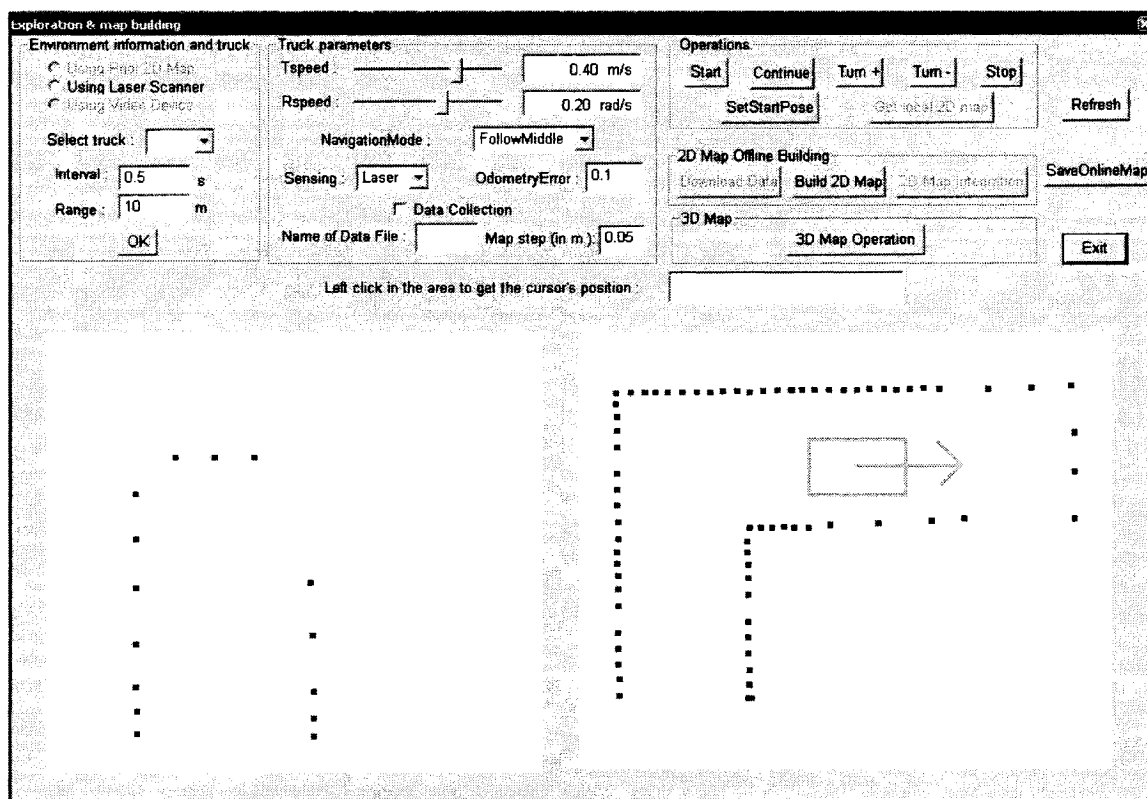 Exploration & map building
Environment information and truck
Using Prior 2D Map
Using Laser Scanner
Using Video Device
Select truck :
Interval : 0.5 s
Range : 10 m
OK
Truck parameters
Tspeed : 0.40 m/s
Rspeed : 0.20 rad/s
NavigationMode : FollowMiddle
Sensing : Laser OdometryError : 0.1
Data Collection
Name of Data File : Map step (in m.): 0.05
Operations
Start Continue Turn + Turn - Stop
SetStartPose Get local 2D map
Refresh
2D Map Offline Building
Download Data Build 2D Map 2D Map Integration
SaveOnlineMap
3D Map
3D Map Operation
Exit
Left click in the area to get the cursor's position :